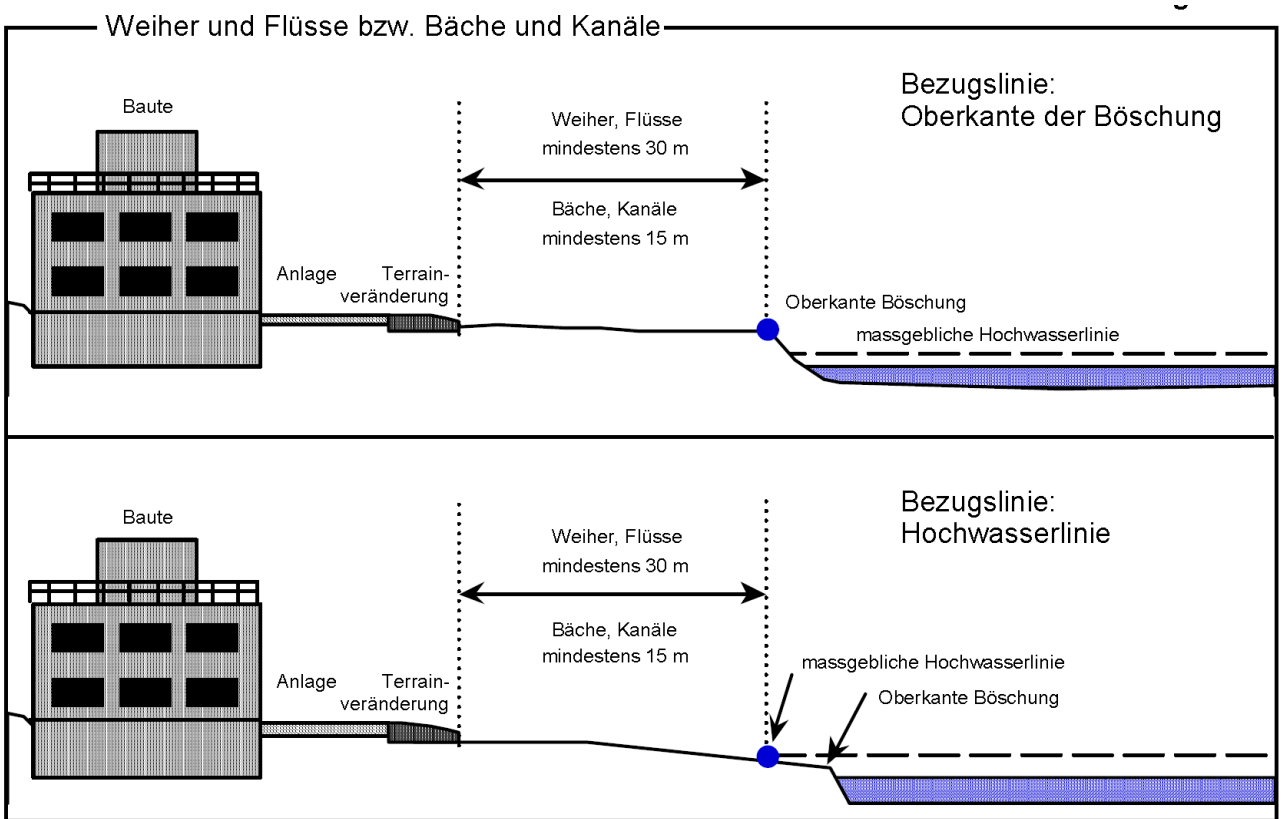 Weiher und Flüsse bzw. Bäche und Kanäle
Bezugslinie:
Oberkante der Böschung
Baute
Weiher, Flüsse
mindestens 30 m
Bäche, Kanäle
mindestens 15 m
Anlage
Terrain-
veränderung
Oberkante Böschung
massgebliche Hochwasserlinie
Bezugslinie:
Hochwasserlinie
Baute
Weiher, Flüsse
mindestens 30 m
Bäche, Kanäle
mindestens 15 m
Anlage
Terrain-
veränderung
massgebliche Hochwasserlinie
Oberkante Böschung